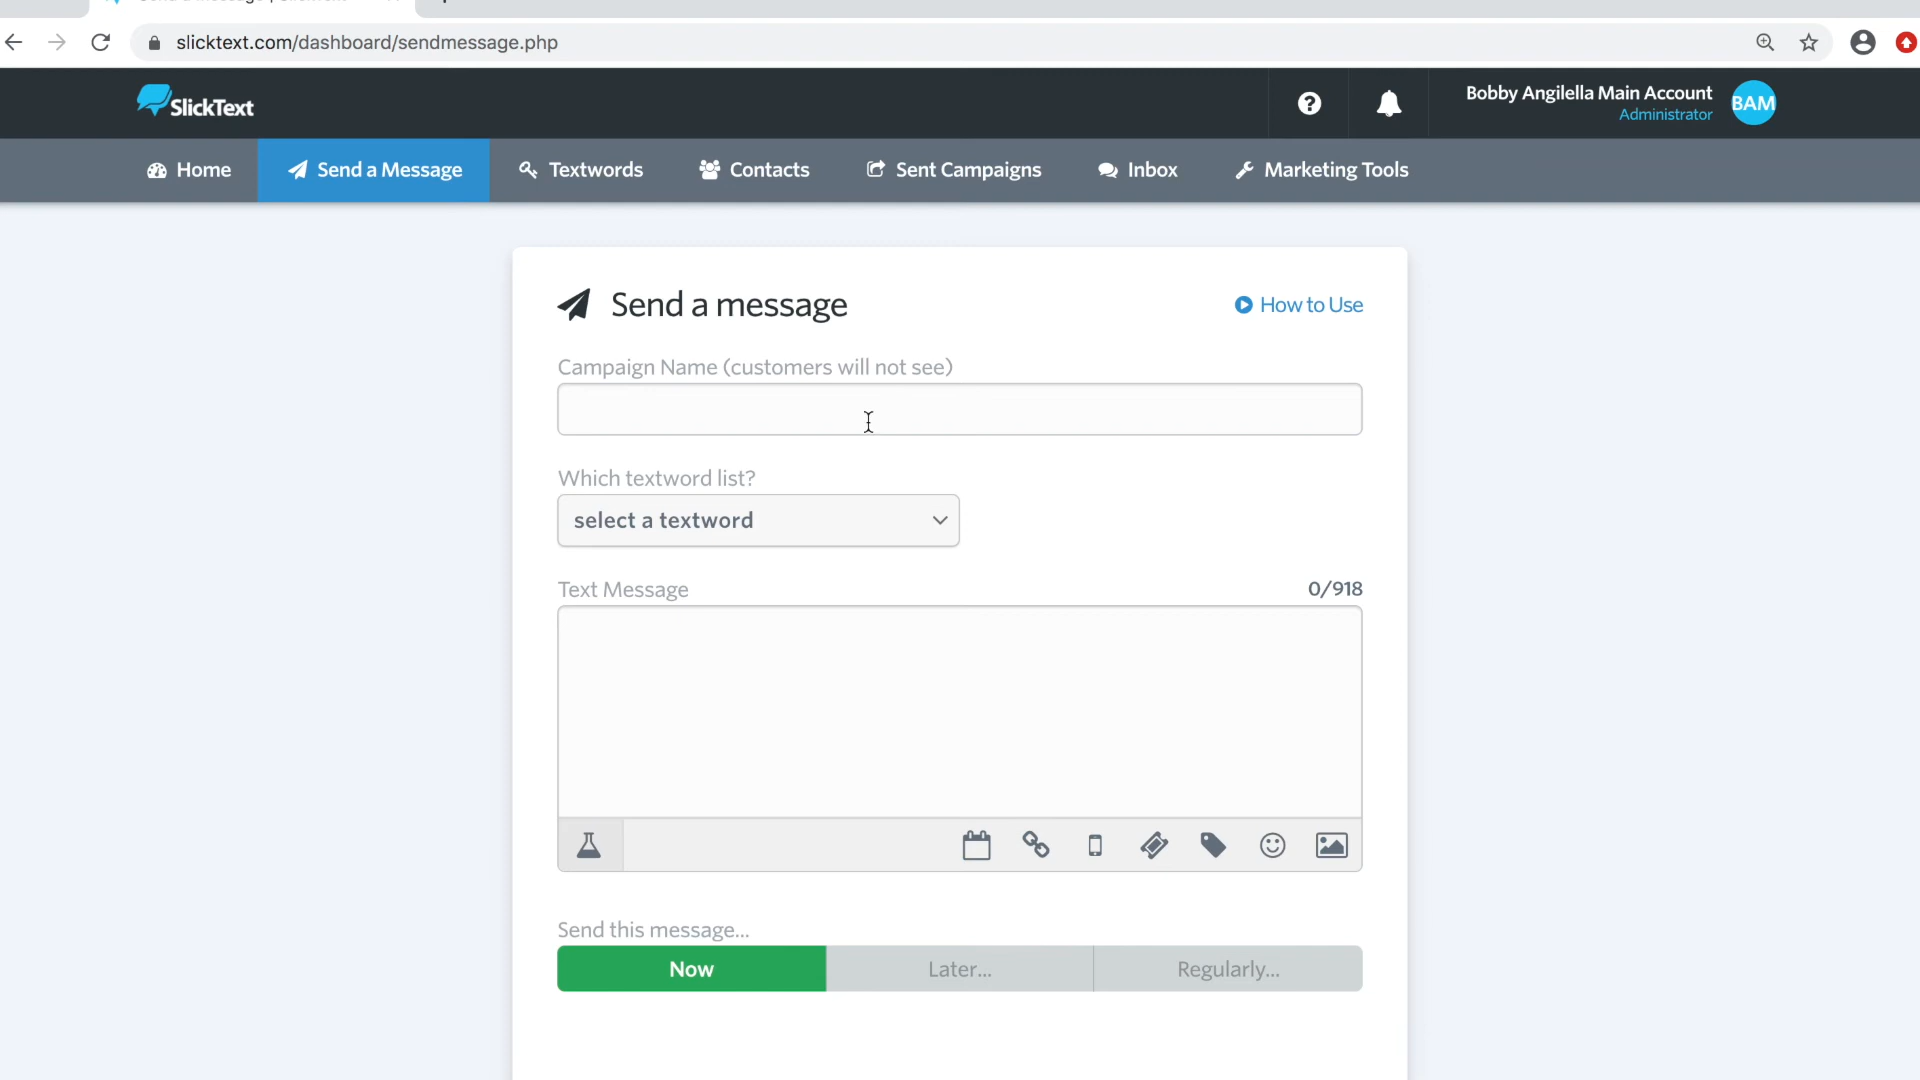 slicktext.com/dashboard/sendmessage.php
SlickText
Bobby Angilella Main Account
Administrator
BAM
Home
Send a Message
Textwords
Contacts
Sent Campaigns
Inbox
Marketing Tools
Send a message
How to Use
Campaign Name (customers will not see)
Which textword list?
select a textword
Text Message
0/918
Send this message...
Now
Later...
Regularly...